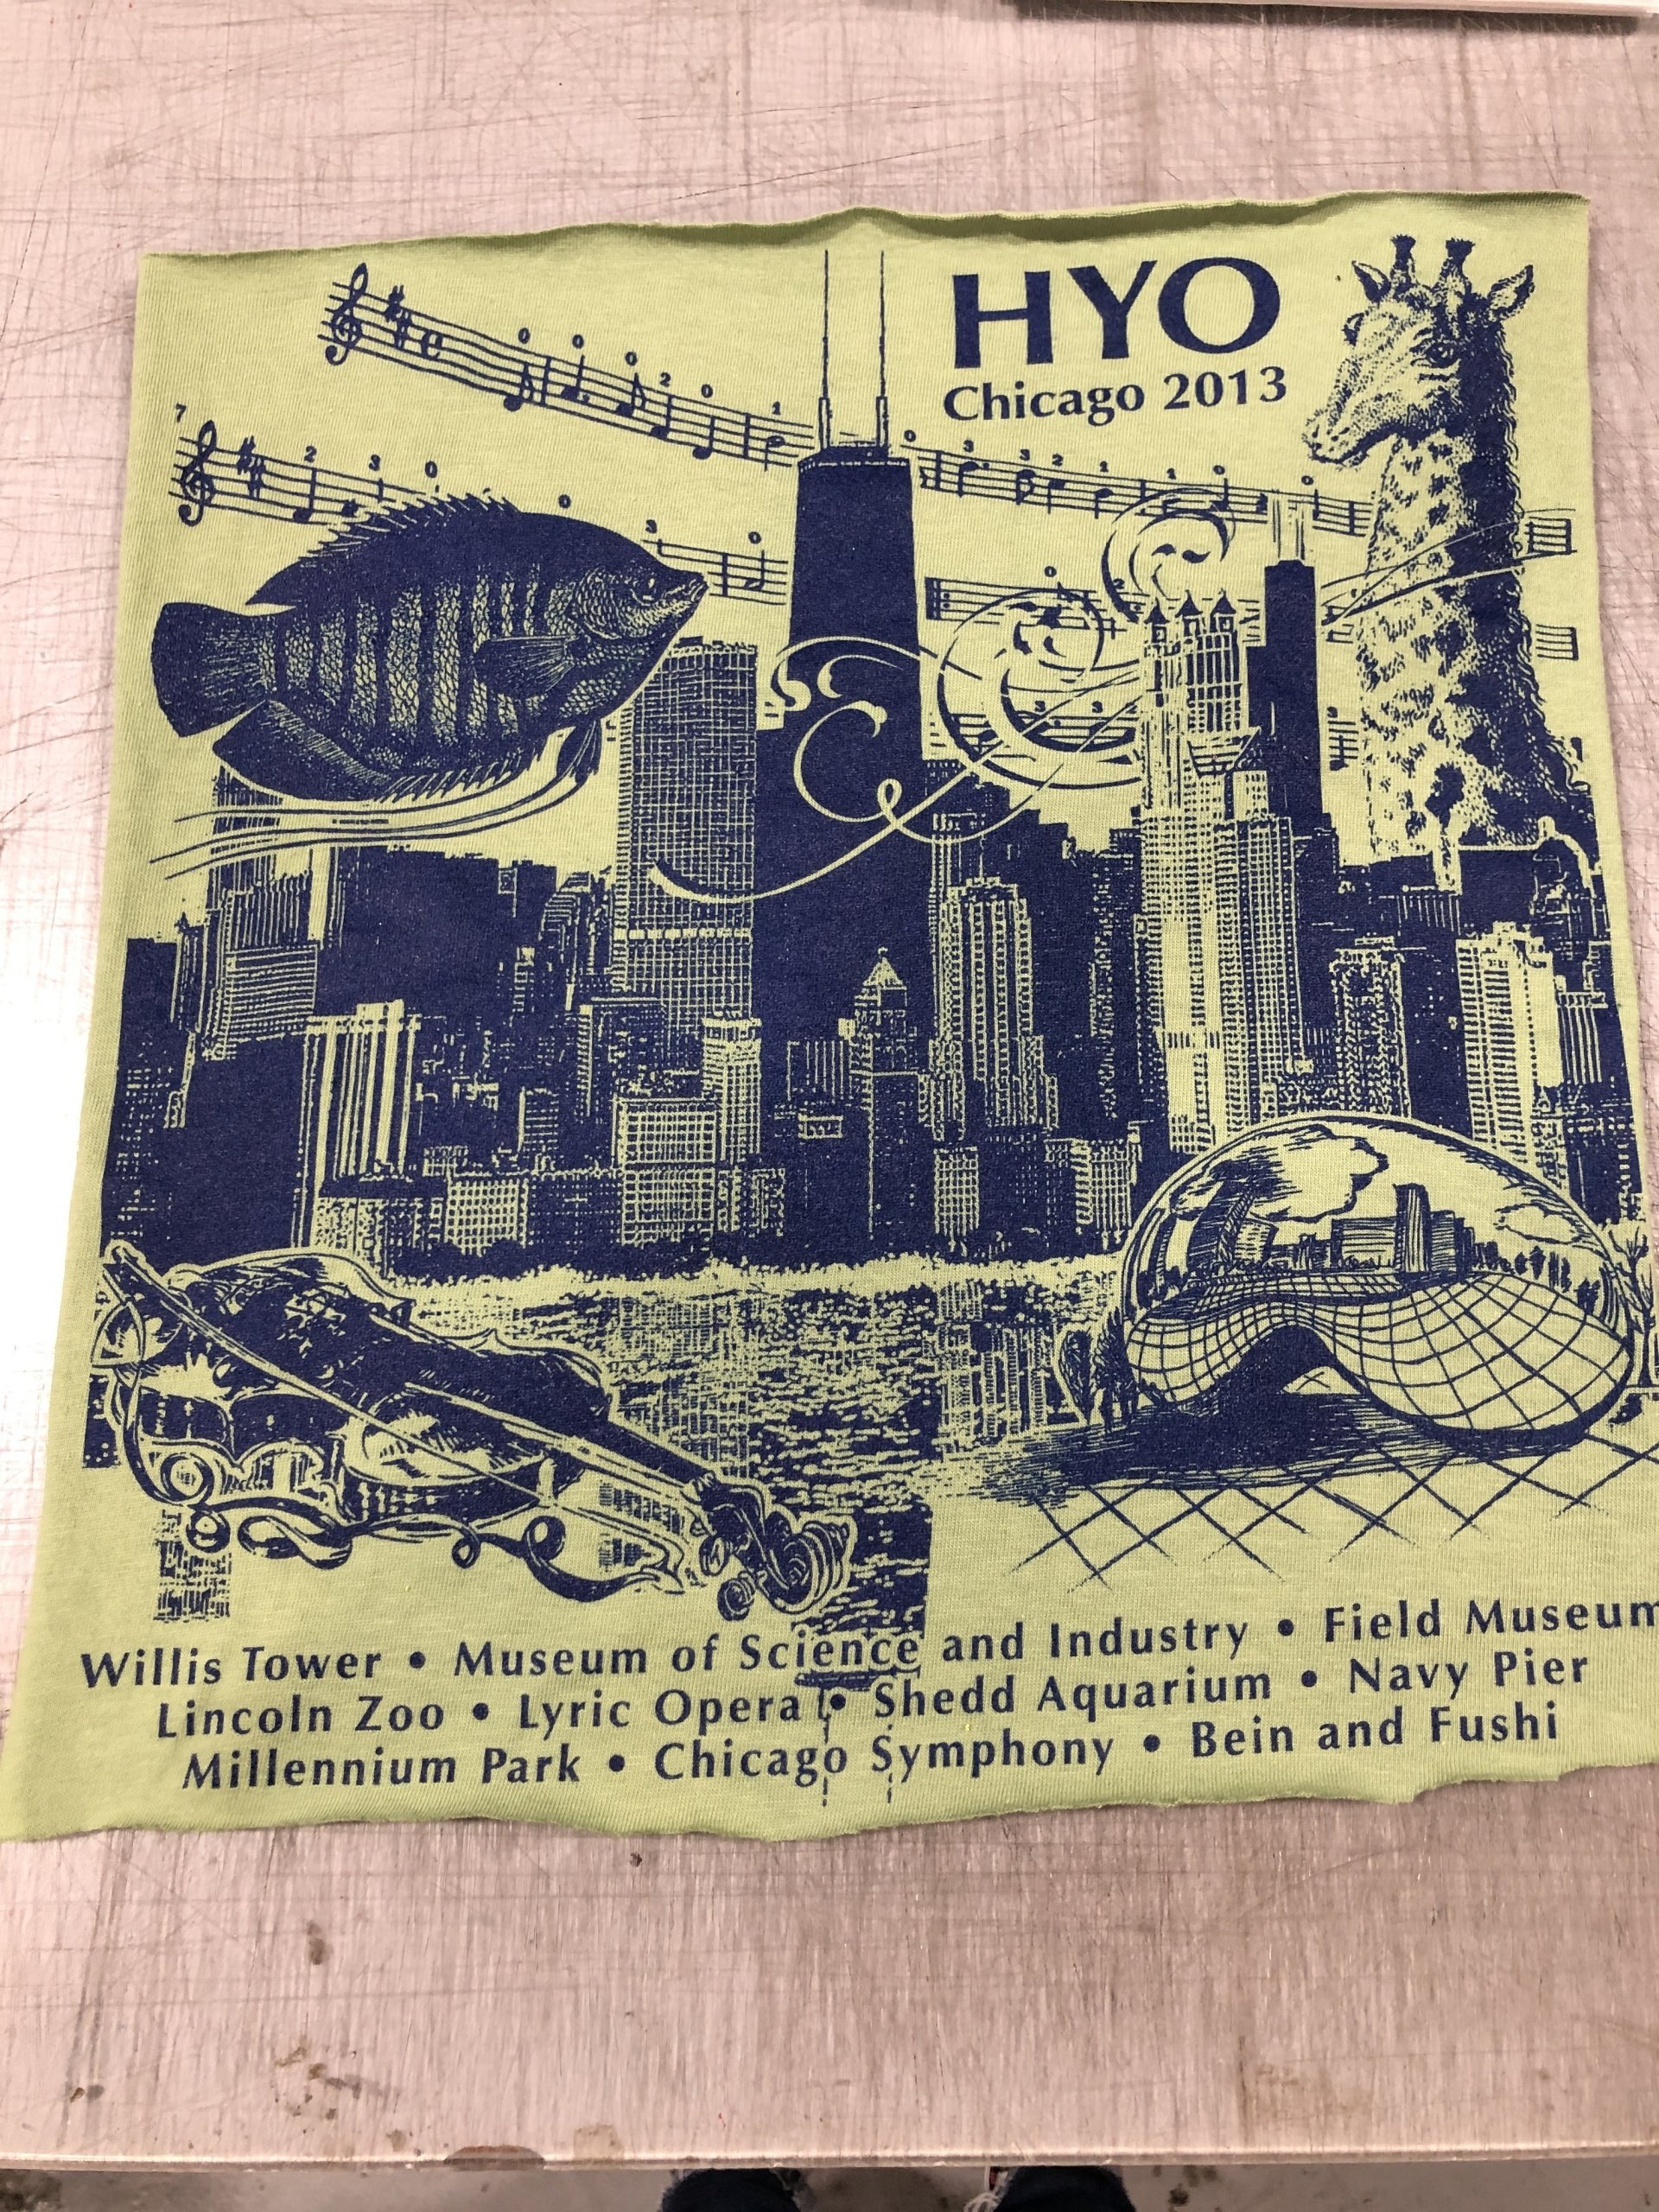 HYO
Chicago 2013
Willis Tower • Museum of Science and Industry • Field Museum
Lincoln Zoo • Lyric Opera • Shedd Aquarium • Navy Pier
Millennium Park • Chicago Symphony • Bein and Fushi